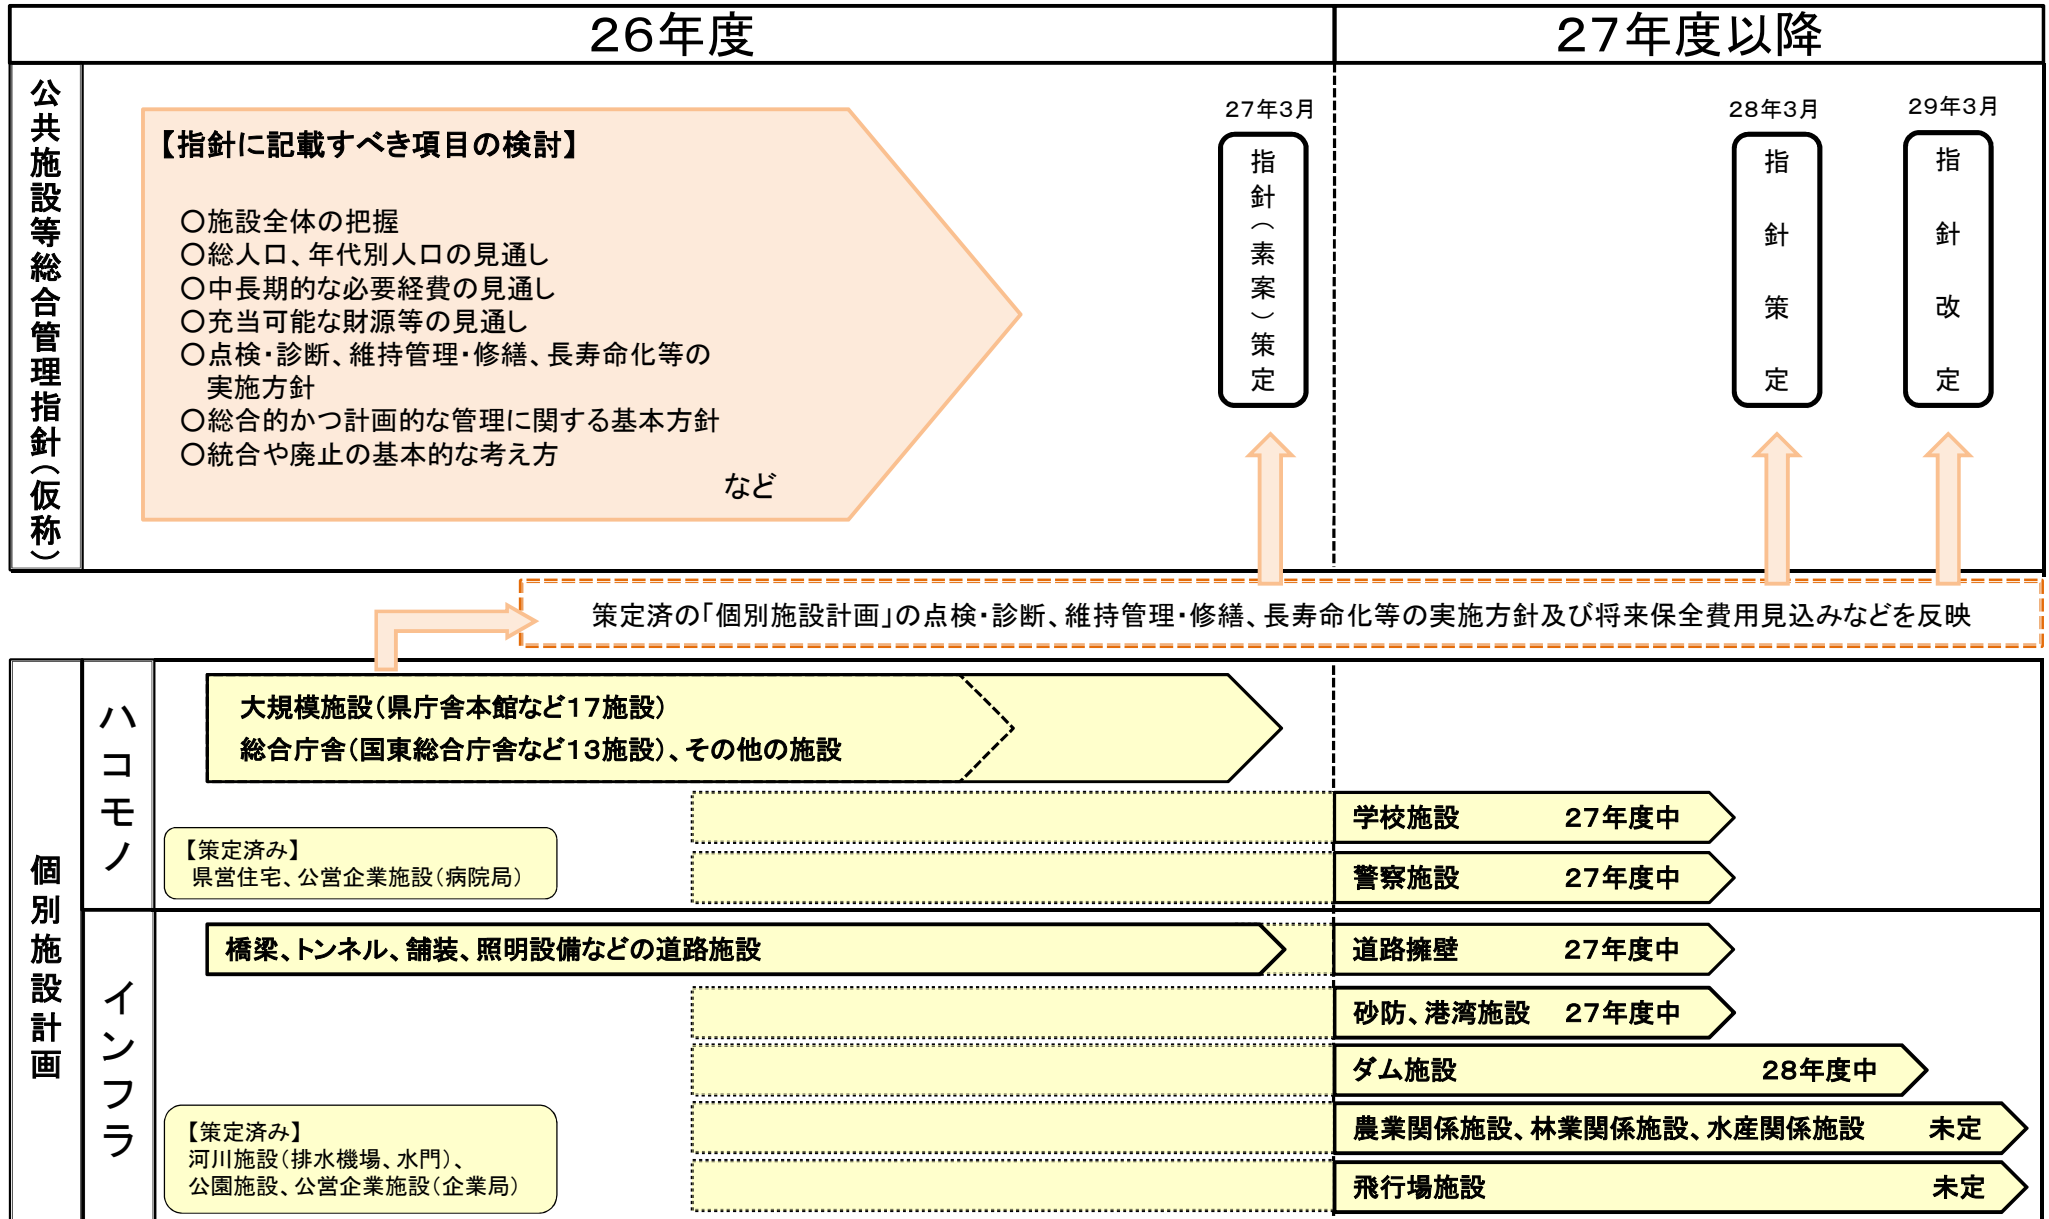 26年度
27年度以降
公共施設等総合管理指針(仮称)
【指針に記載すべき項目の検討】
○施設全体の把握
○総人口、年代別人口の見通し
○中長期的な必要経費の見通し
○充当可能な財源等の見通し
○点検・診断、維持管理・修繕、長寿命化等の
実施方針
○総合的かつ計画的な管理に関する基本方針
○統合や廃止の基本的な考え方
など
27年3月
指針(素案)策定
28年3月
指針策定
29年3月
指針改定
策定済の「個別施設計画」の点検・診断、維持管理・修繕、長寿命化等の実施方針及び将来保全費用見込みなどを反映
個別施設計画
ハコモノ
大規模施設(県庁舎本館など17施設)
総合庁舎(国東総合庁舎など13施設)、その他の施設
学校施設 27年度中
【策定済み】
県営住宅、公営企業施設(病院局)
警察施設 27年度中
インフラ
橋梁、トンネル、舗装、照明設備などの道路施設
道路擁壁 27年度中
砂防、港湾施設 27年度中
ダム施設 28年度中
【策定済み】
河川施設(排水機場、水門)、
公園施設、公営企業施設(企業局)
農業関係施設、林業関係施設、水産関係施設 未定
飛行場施設 未定